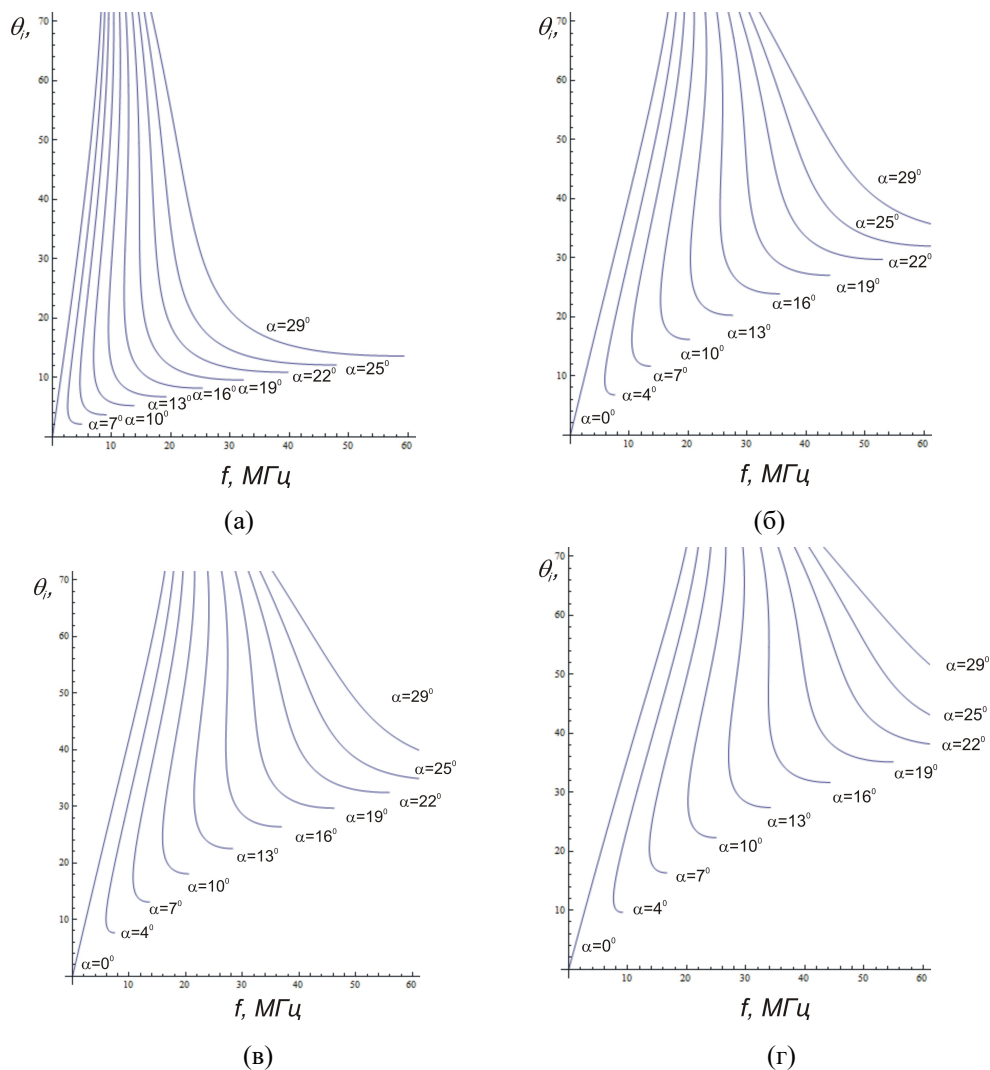 θi,
70
60
50
40
30
20
10
α=29⁰
α=25⁰
α=22⁰
α=19⁰
α=16⁰
α=13⁰
α=10⁰
α=7⁰
10 20 30 40 50 60
f, МГц
(а)
θi,
70
60
50
40
30
20
10
α=29⁰
α=25⁰
α=22⁰
α=19⁰
α=16⁰
α=13⁰
α=10⁰
α=7⁰
α=4⁰
α=0⁰
10 20 30 40 50 60
f, МГц
(б)
θi,
70
60
50
40
30
20
10
α=29⁰
α=25⁰
α=22⁰
α=19⁰
α=16⁰
α=13⁰
α=10⁰
α=7⁰
α=4⁰
α=0⁰
10 20 30 40 50 60
f, МГц
(в)
θi,
70
60
50
40
30
20
10
α=29⁰
α=25⁰
α=22⁰
α=19⁰
α=16⁰
α=13⁰
α=10⁰
α=7⁰
α=4⁰
α=0⁰
10 20 30 40 50 60
f, МГц
(г)